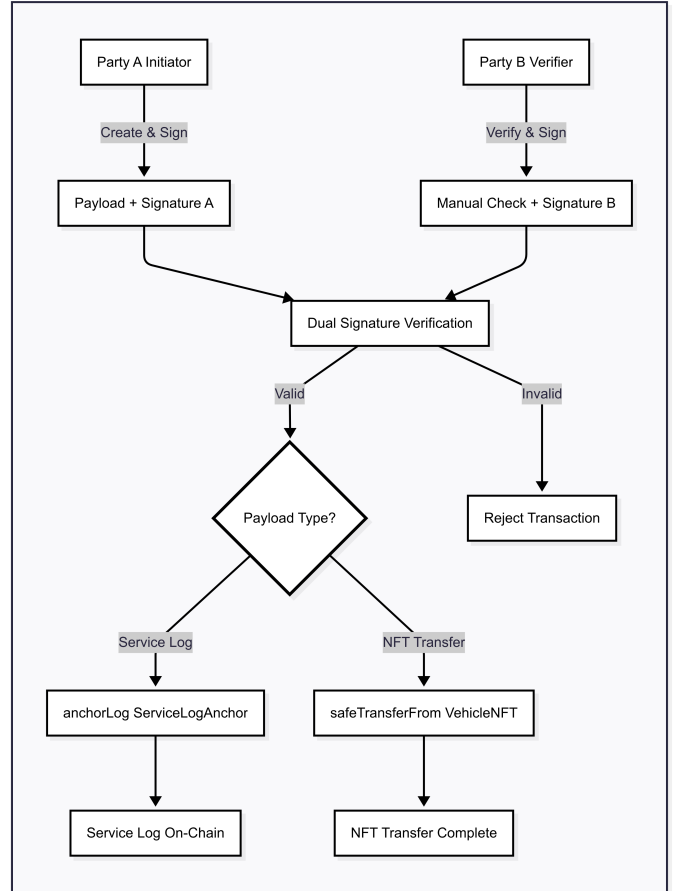 Party A Initiator
Party B Verifier
Create & Sign
Verify & Sign
Payload + Signature A
Manual Check + Signature B
Dual Signature Verification
Valid
Invalid
Payload Type?
Reject Transaction
Service Log
NFT Transfer
anchorLog ServiceLogAnchor
safeTransferFrom VehicleNFT
Service Log On-Chain
NFT Transfer Complete